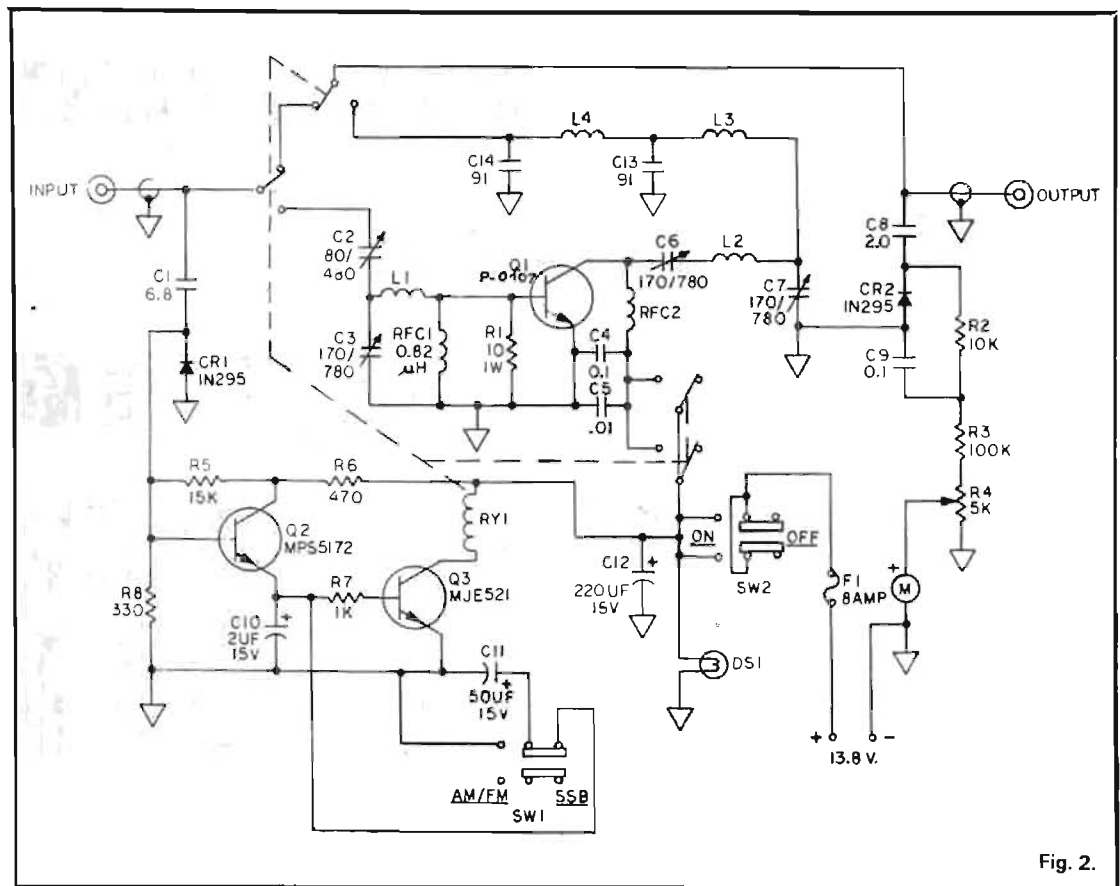 L4
L3
C14
91
C13
91
INPUT
OUTPUT
C8
2.0
C2
80/
480
Q1
C6
170/780
L2
C1
6.8
L1
C7
170/
780
CR2
IN295
RFC2
C3
170/
780
RFC1
0.82
µH
R1
10
1W
C4
0.1
C5
.01
R2
10K
CR1
IN295
C9
0.1
R3
100K
R5
15K
R6
470
RY1
R4
5K
Q2
MPS5172
ON
OFF
C12
220UF
15V
SW2
F1
8AMP
+
M
R8
330
R7
1K
Q3
MJE521
C10
2UF
15V
+
+
DS1
C11
+
50UF
15V
+ -
13.8 V.
AM/FM
SSB
SW1
Fig. 2.